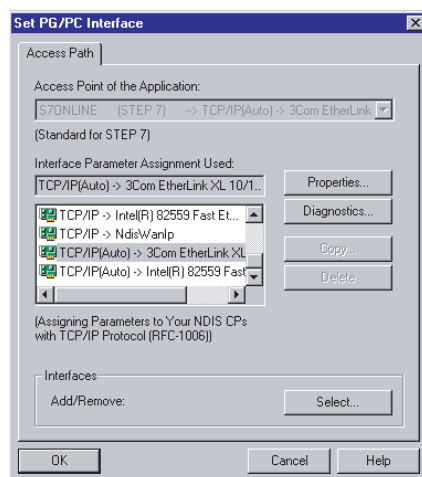 Set PG/PC Interface
Access Path
Access Point of the Application:
S7ONLINE (STEP 7) --> TCP/IP(Auto) -> 3Com EtherLink
(Standard for STEP 7)
Interface Parameter Assignment Used:
TCP/IP(Auto) -> 3Com EtherLink XL 10/1..
Properties...
TCP/IP -> Intel(R) 82559 Fast Et...
Diagnostics...
TCP/IP -> NdisWanIp
TCP/IP(Auto) -> 3Com EtherLink XL
Copy...
TCP/IP(Auto) -> Intel(R) 82559 Fast
Delete
(Assigning Parameters to Your NDIS CPs
with TCP/IP Protocol (RFC-1006))
Interfaces
Add/Remove:
Select...
OK
Cancel
Help